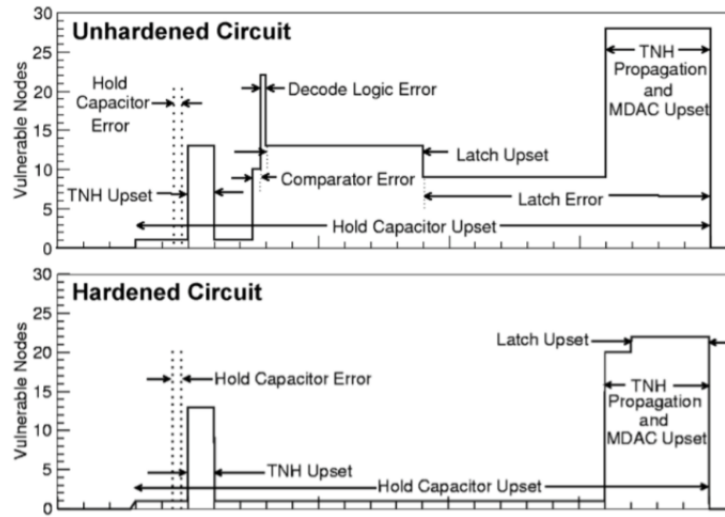 Unhardened Circuit
Vulnerable Nodes
30
25
20
15
10
5
0
Hold
Capacitor
Error
TNH Upset
Decode Logic Error
Comparator Error
Latch Upset
Latch Error
Hold Capacitor Upset
TNH
Propagation
and
MDAC Upset
Hardened Circuit
Vulnerable Nodes
30
25
20
15
10
5
0
Hold Capacitor Error
TNH Upset
Hold Capacitor Upset
Latch Upset
TNH
Propagation
and
MDAC Upset